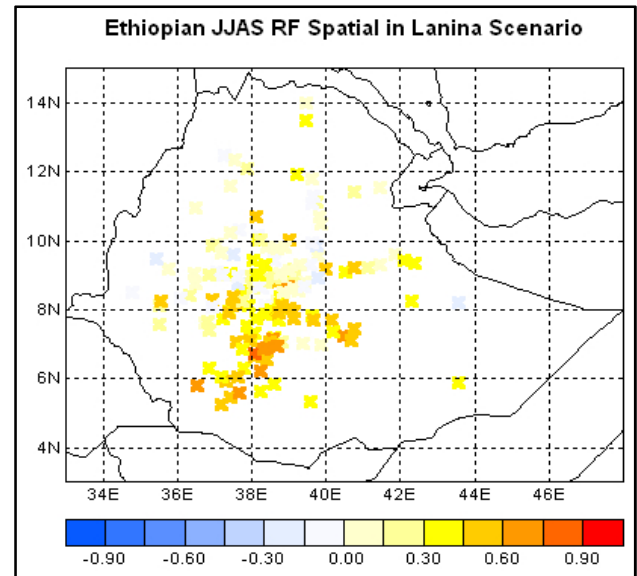 Ethiopian JJAS RF Spatial in Lanina Scenario
14N
12N
10N
8N
6N
4N
34E 36E 38E 40E 42E 44E 46E
-0.90 -0.60 -0.30 0.00 0.30 0.60 0.90